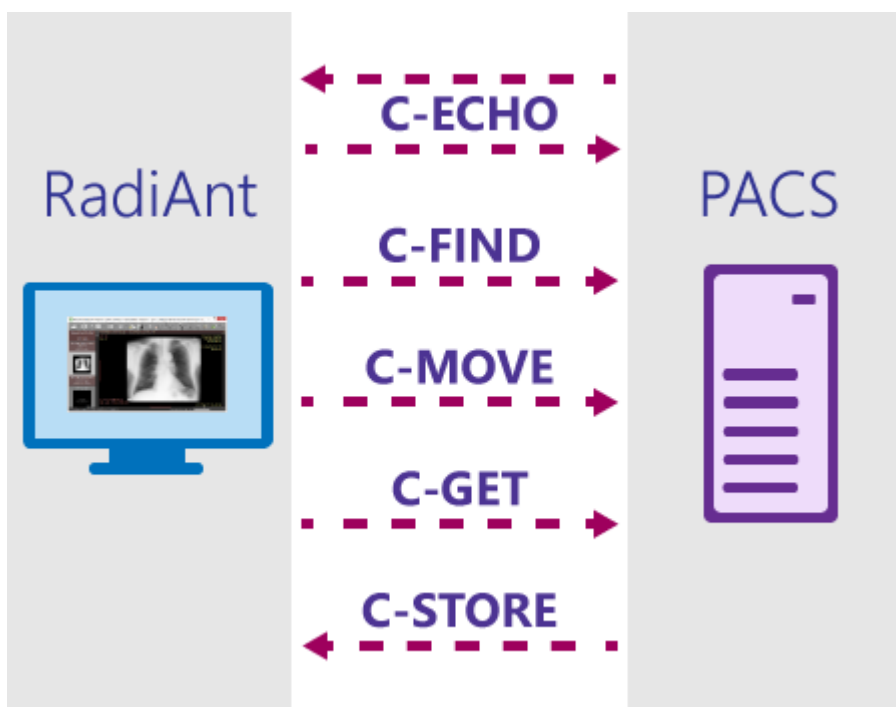 C-ECHO
RadiAnt
PACS
C-FIND
C-MOVE
C-GET
C-STORE